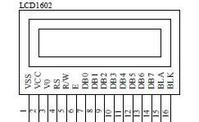 LCD1602
VSS
VCC
V0
RS
R/W
E
DB0
DB1
DB2
DB3
DB4
DB5
DB6
DB7
BLA
BLK
1
2
3
4
5
6
7
8
9
10
11
12
13
14
15
16